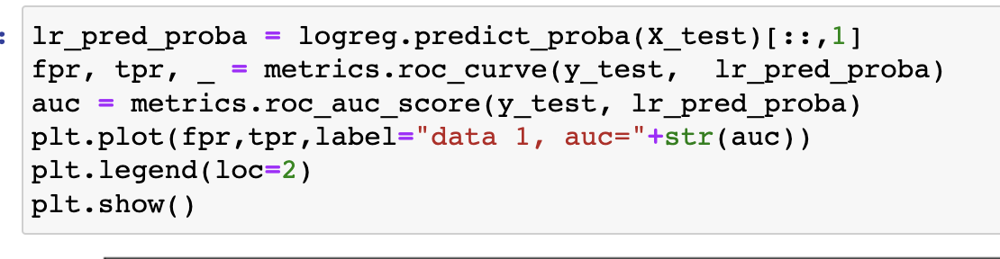 :
lr_pred_proba = logreg.predict_proba(X_test)[::,1]
fpr, tpr, _ = metrics.roc_curve(y_test,  lr_pred_proba)
auc = metrics.roc_auc_score(y_test, lr_pred_proba)
plt.plot(fpr,tpr,label="data 1, auc="+str(auc))
plt.legend(loc=2)
plt.show()